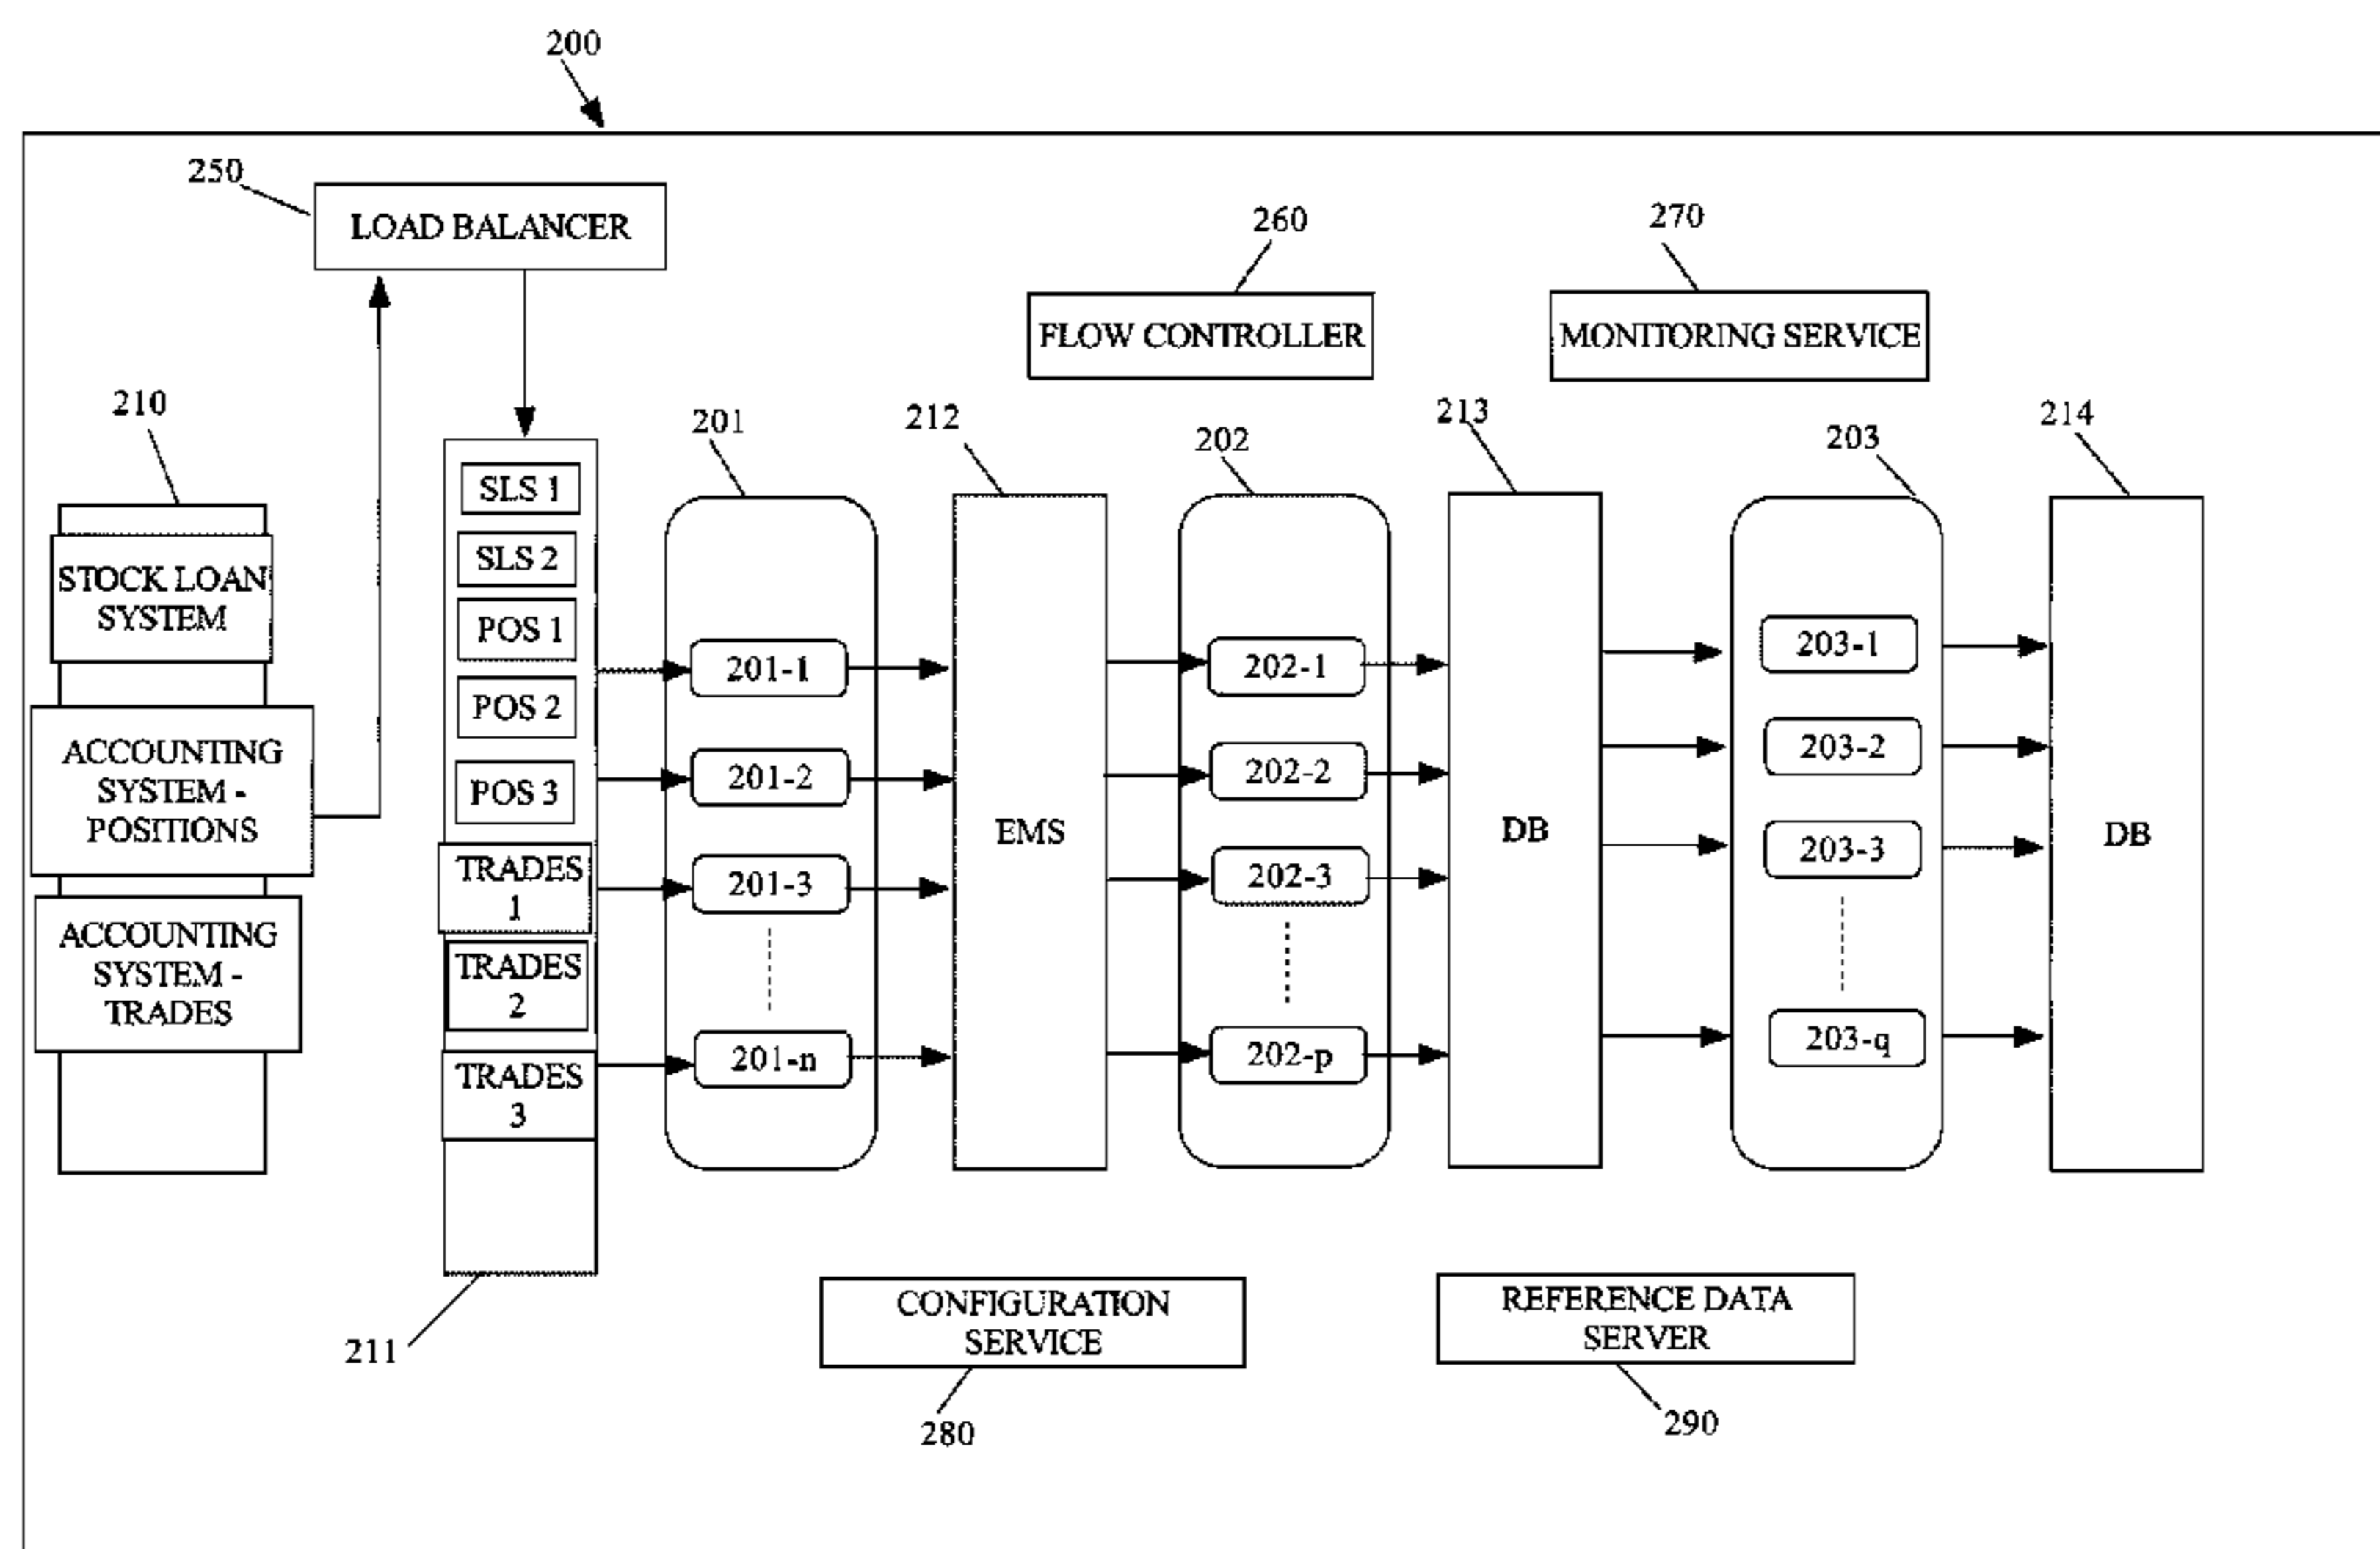 200
250
LOAD BALANCER
260
270
FLOW CONTROLLER
MONITORING SERVICE
210
201
212
202
213
203
214
STOCK LOAN
SYSTEM
ACCOUNTING
SYSTEM -
POSITIONS
ACCOUNTING
SYSTEM -
TRADES
SLS 1
SLS 2
POS 1
POS 2
POS 3
TRADES
1
TRADES
2
TRADES
3
211
201-1
201-2
201-3
201-n
EMS
202-1
202-2
202-3
202-p
DB
203-1
203-2
203-3
203-q
DB
CONFIGURATION
SERVICE
280
REFERENCE DATA
SERVER
290